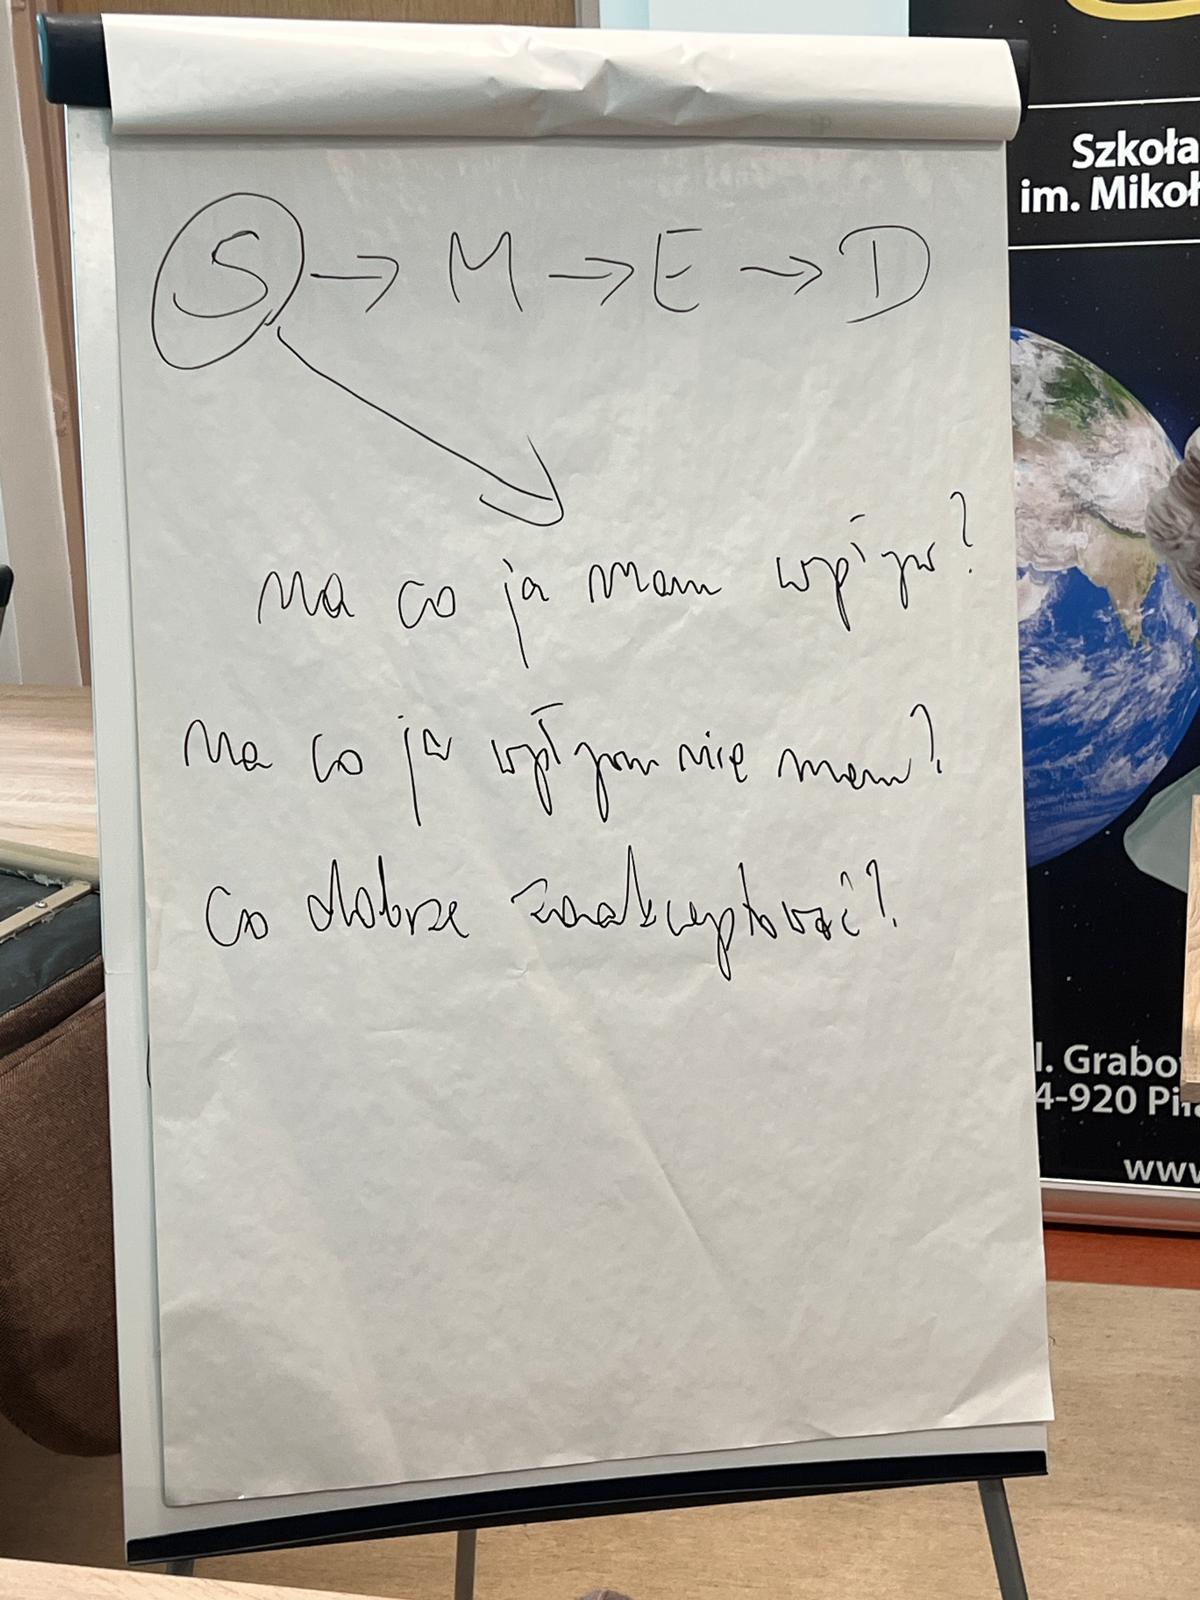 S → M → E → D
Na co ja mam wpływ?
Na co ja wpływu nie mam?
Co dobrze zaakceptować?
Szkoła
im. Mikoł
l. Grabo
4-920 Pi
www